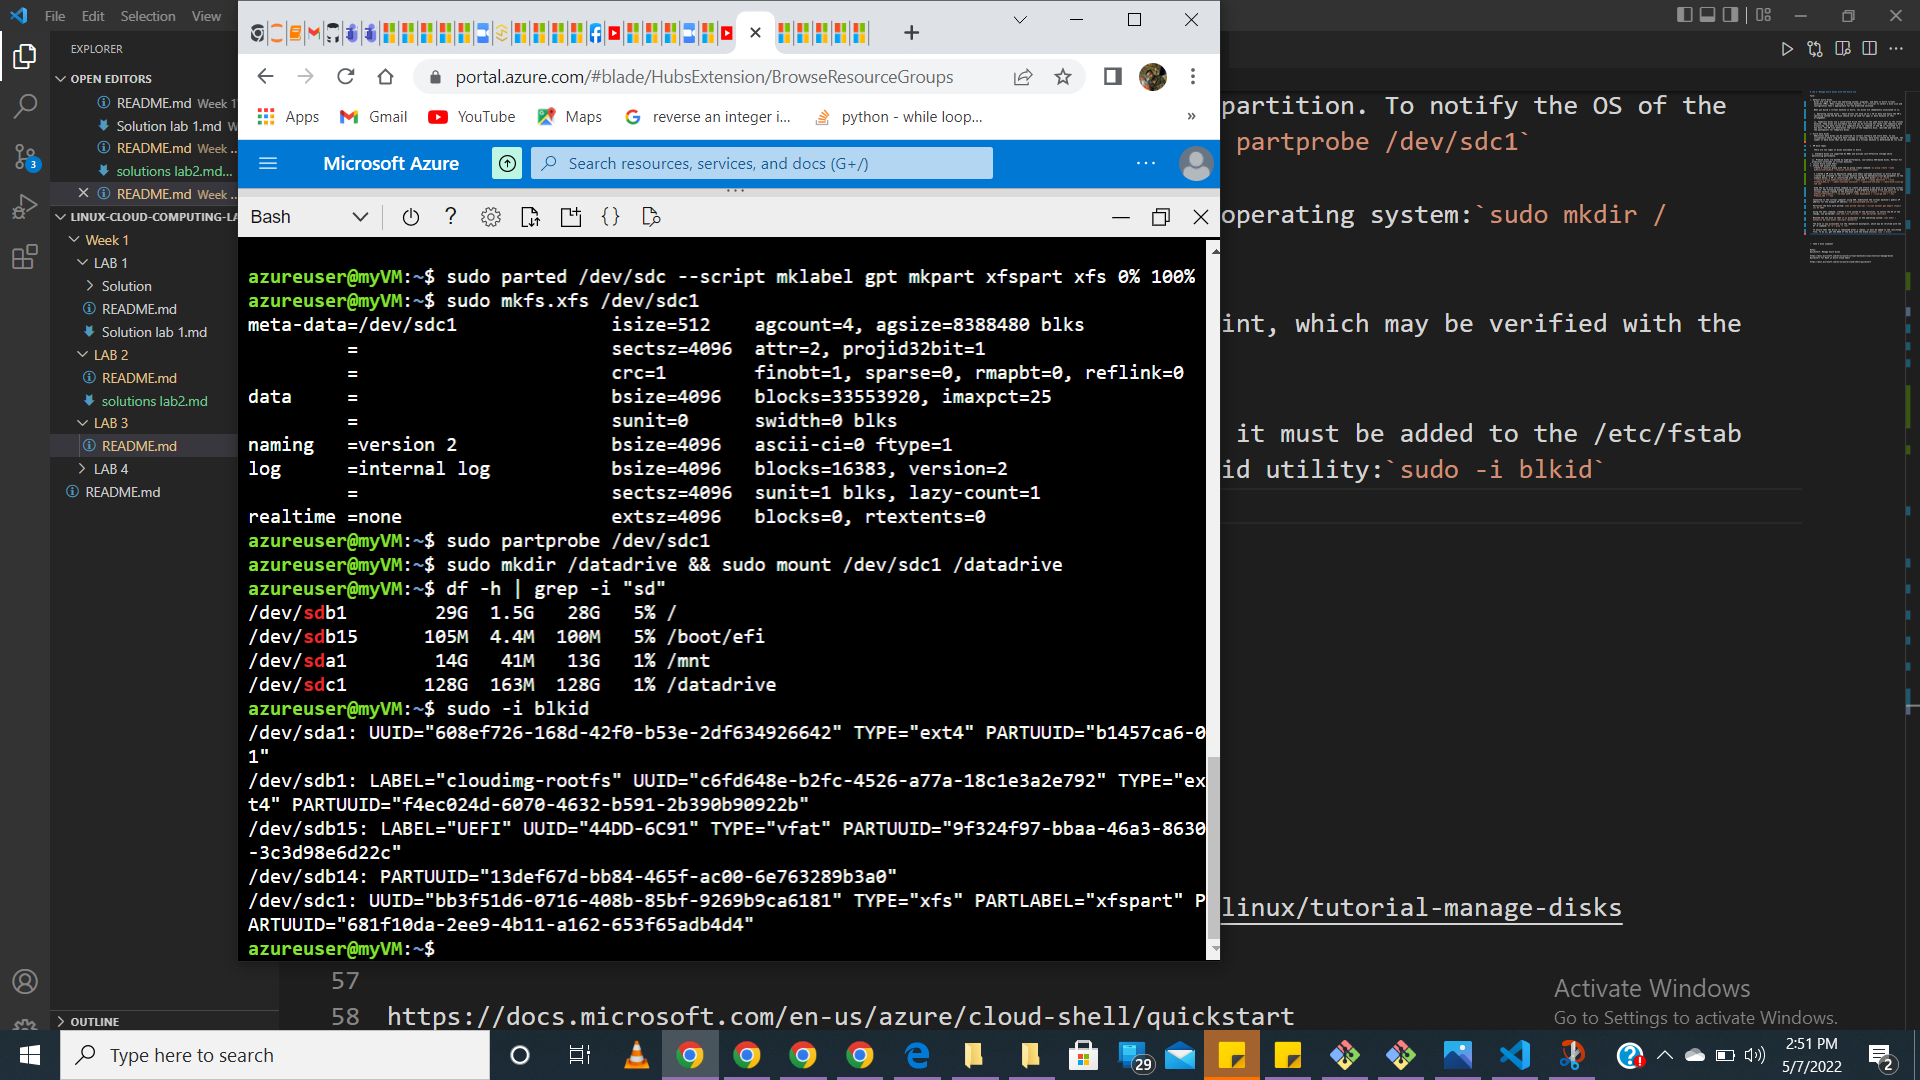 File Edit Selection View
EXPLORER
OPEN EDITORS
README.md Week 1
Solution lab 1.md W
README.md Week ...
solutions lab2.md...
README.md Week ...
LINUX-CLOUD-COMPUTING-LA
Week 1
LAB 1
Solution
README.md
Solution lab 1.md
LAB 2
README.md
solutions lab2.md
LAB 3
README.md
LAB 4
README.md
OUTLINE
3
portal.azure.com/#blade/HubsExtension/BrowseResourceGroups
Apps Gmail YouTube Maps reverse an integer i... python - while loop... »
Microsoft Azure Search resources, services, and docs (G+/)
Bash
azureuser@myVM:~$ sudo parted /dev/sdc --script mklabel gpt mkpart xfspart xfs 0% 100%
azureuser@myVM:~$ sudo mkfs.xfs /dev/sdc1
meta-data=/dev/sdc1 isize=512 agcount=4, agsize=8388480 blks
= sectsz=4096 attr=2, projid32bit=1
= crc=1 finobt=1, sparse=0, rmapbt=0, reflink=0
data = bsize=4096 blocks=33553920, imaxpct=25
= sunit=0 swidth=0 blks
naming =version 2 bsize=4096 ascii-ci=0 ftype=1
log =internal log bsize=4096 blocks=16383, version=2
= sectsz=4096 sunit=1 blks, lazy-count=1
realtime =none extsz=4096 blocks=0, rtextents=0
azureuser@myVM:~$ sudo partprobe /dev/sdc1
azureuser@myVM:~$ sudo mkdir /datadrive && sudo mount /dev/sdc1 /datadrive
azureuser@myVM:~$ df -h | grep -i "sd"
/dev/sdb1 29G 1.5G 28G 5% /
/dev/sdb15 105M 4.4M 100M 5% /boot/efi
/dev/sda1 14G 41M 13G 1% /mnt
/dev/sdc1 128G 163M 128G 1% /datadrive
azureuser@myVM:~$ sudo -i blkid
/dev/sda1: UUID="608ef726-168d-42f0-b53e-2df634926642" TYPE="ext4" PARTUUID="b1457ca6-0
1"
/dev/sdb1: LABEL="cloudimg-rootfs" UUID="c6fd648e-b2fc-4526-a77a-18c1e3a2e792" TYPE="ex
t4" PARTUUID="f4ec024d-6070-4632-b591-2b390b90922b"
/dev/sdb15: LABEL="UEFI" UUID="44DD-6C91" TYPE="vfat" PARTUUID="9f324f97-bbaa-46a3-8630
-3c3d98e6d22c"
/dev/sdb14: PARTUUID="13def67d-bb84-465f-ac00-6e763289b3a0"
/dev/sdc1: UUID="bb3f51d6-0716-408b-85bf-9269b9ca6181" TYPE="xfs" PARTLABEL="xfspart" P
ARTUUID="681f10da-2ee9-4b11-a162-653f65adb4d4"
azureuser@myVM:~$
partition. To notify the OS of the
partprobe /dev/sdc1`
operating system:`sudo mkdir /
int, which may be verified with the
it must be added to the /etc/fstab
id utility:`sudo -i blkid`
linux/tutorial-manage-disks
57
58 https://docs.microsoft.com/en-us/azure/cloud-shell/quickstart
Activate Windows
Go to Settings to activate Windows.
Type here to search
29
2:51 PM
5/7/2022
2